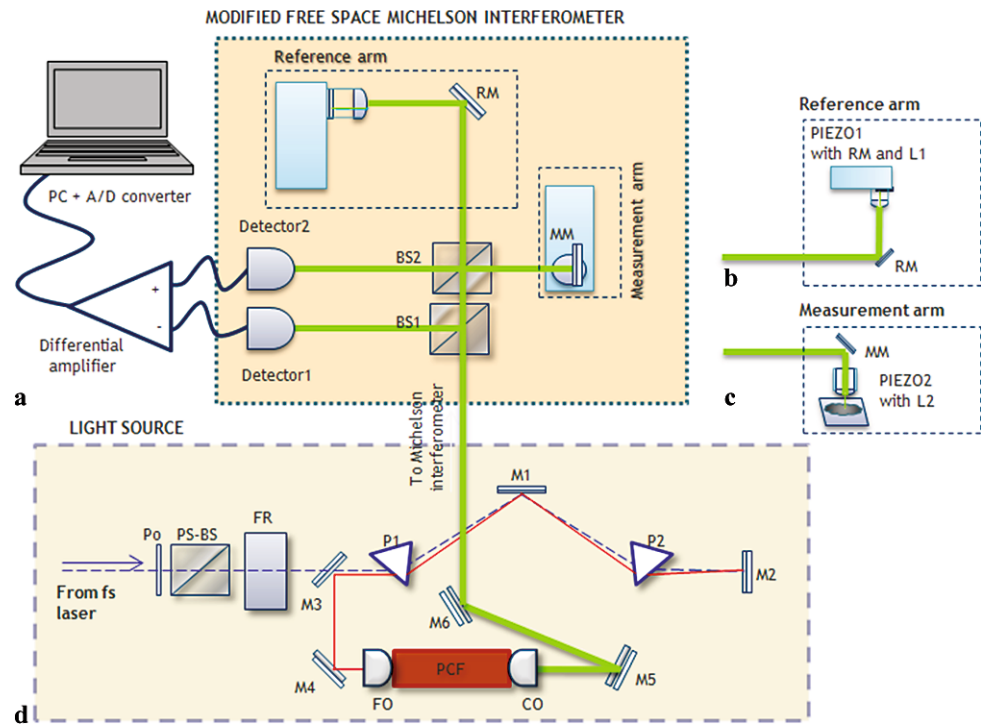 MODIFIED FREE SPACE MICHELSON INTERFEROMETER
Reference arm
RM
PC + A/D converter
Detector2
BS2
MM
Measurement arm
+
-
BS1
Differential
amplifier
Detector1
a
To Michelson
interferometer
Reference arm
PIEZO1
with RM and L1
RM
b
Measurement arm
MM
PIEZO2
with L2
c
LIGHT SOURCE
M1
Po
PS-BS
FR
P1
P2
From fs
laser
M3
M2
M6
M4
FO
PCF
CO
M5
d